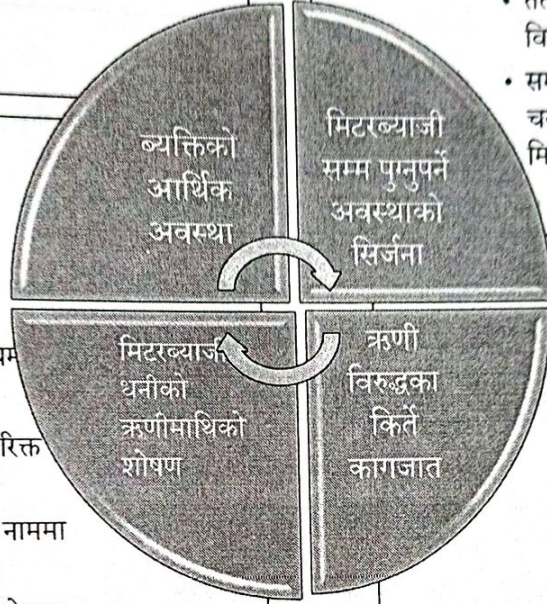 ब्यक्तिको
आर्थिक
अवस्था
मिटरब्याजी
सम्म पुग्नुपर्ने
अवस्थाको
सिर्जना
मिटरब्याजी
धनीको
ऋणीमाथिको
शोषण
ऋणी
विरुद्धका
किर्ते
कागजात
रिक्त
नाममा